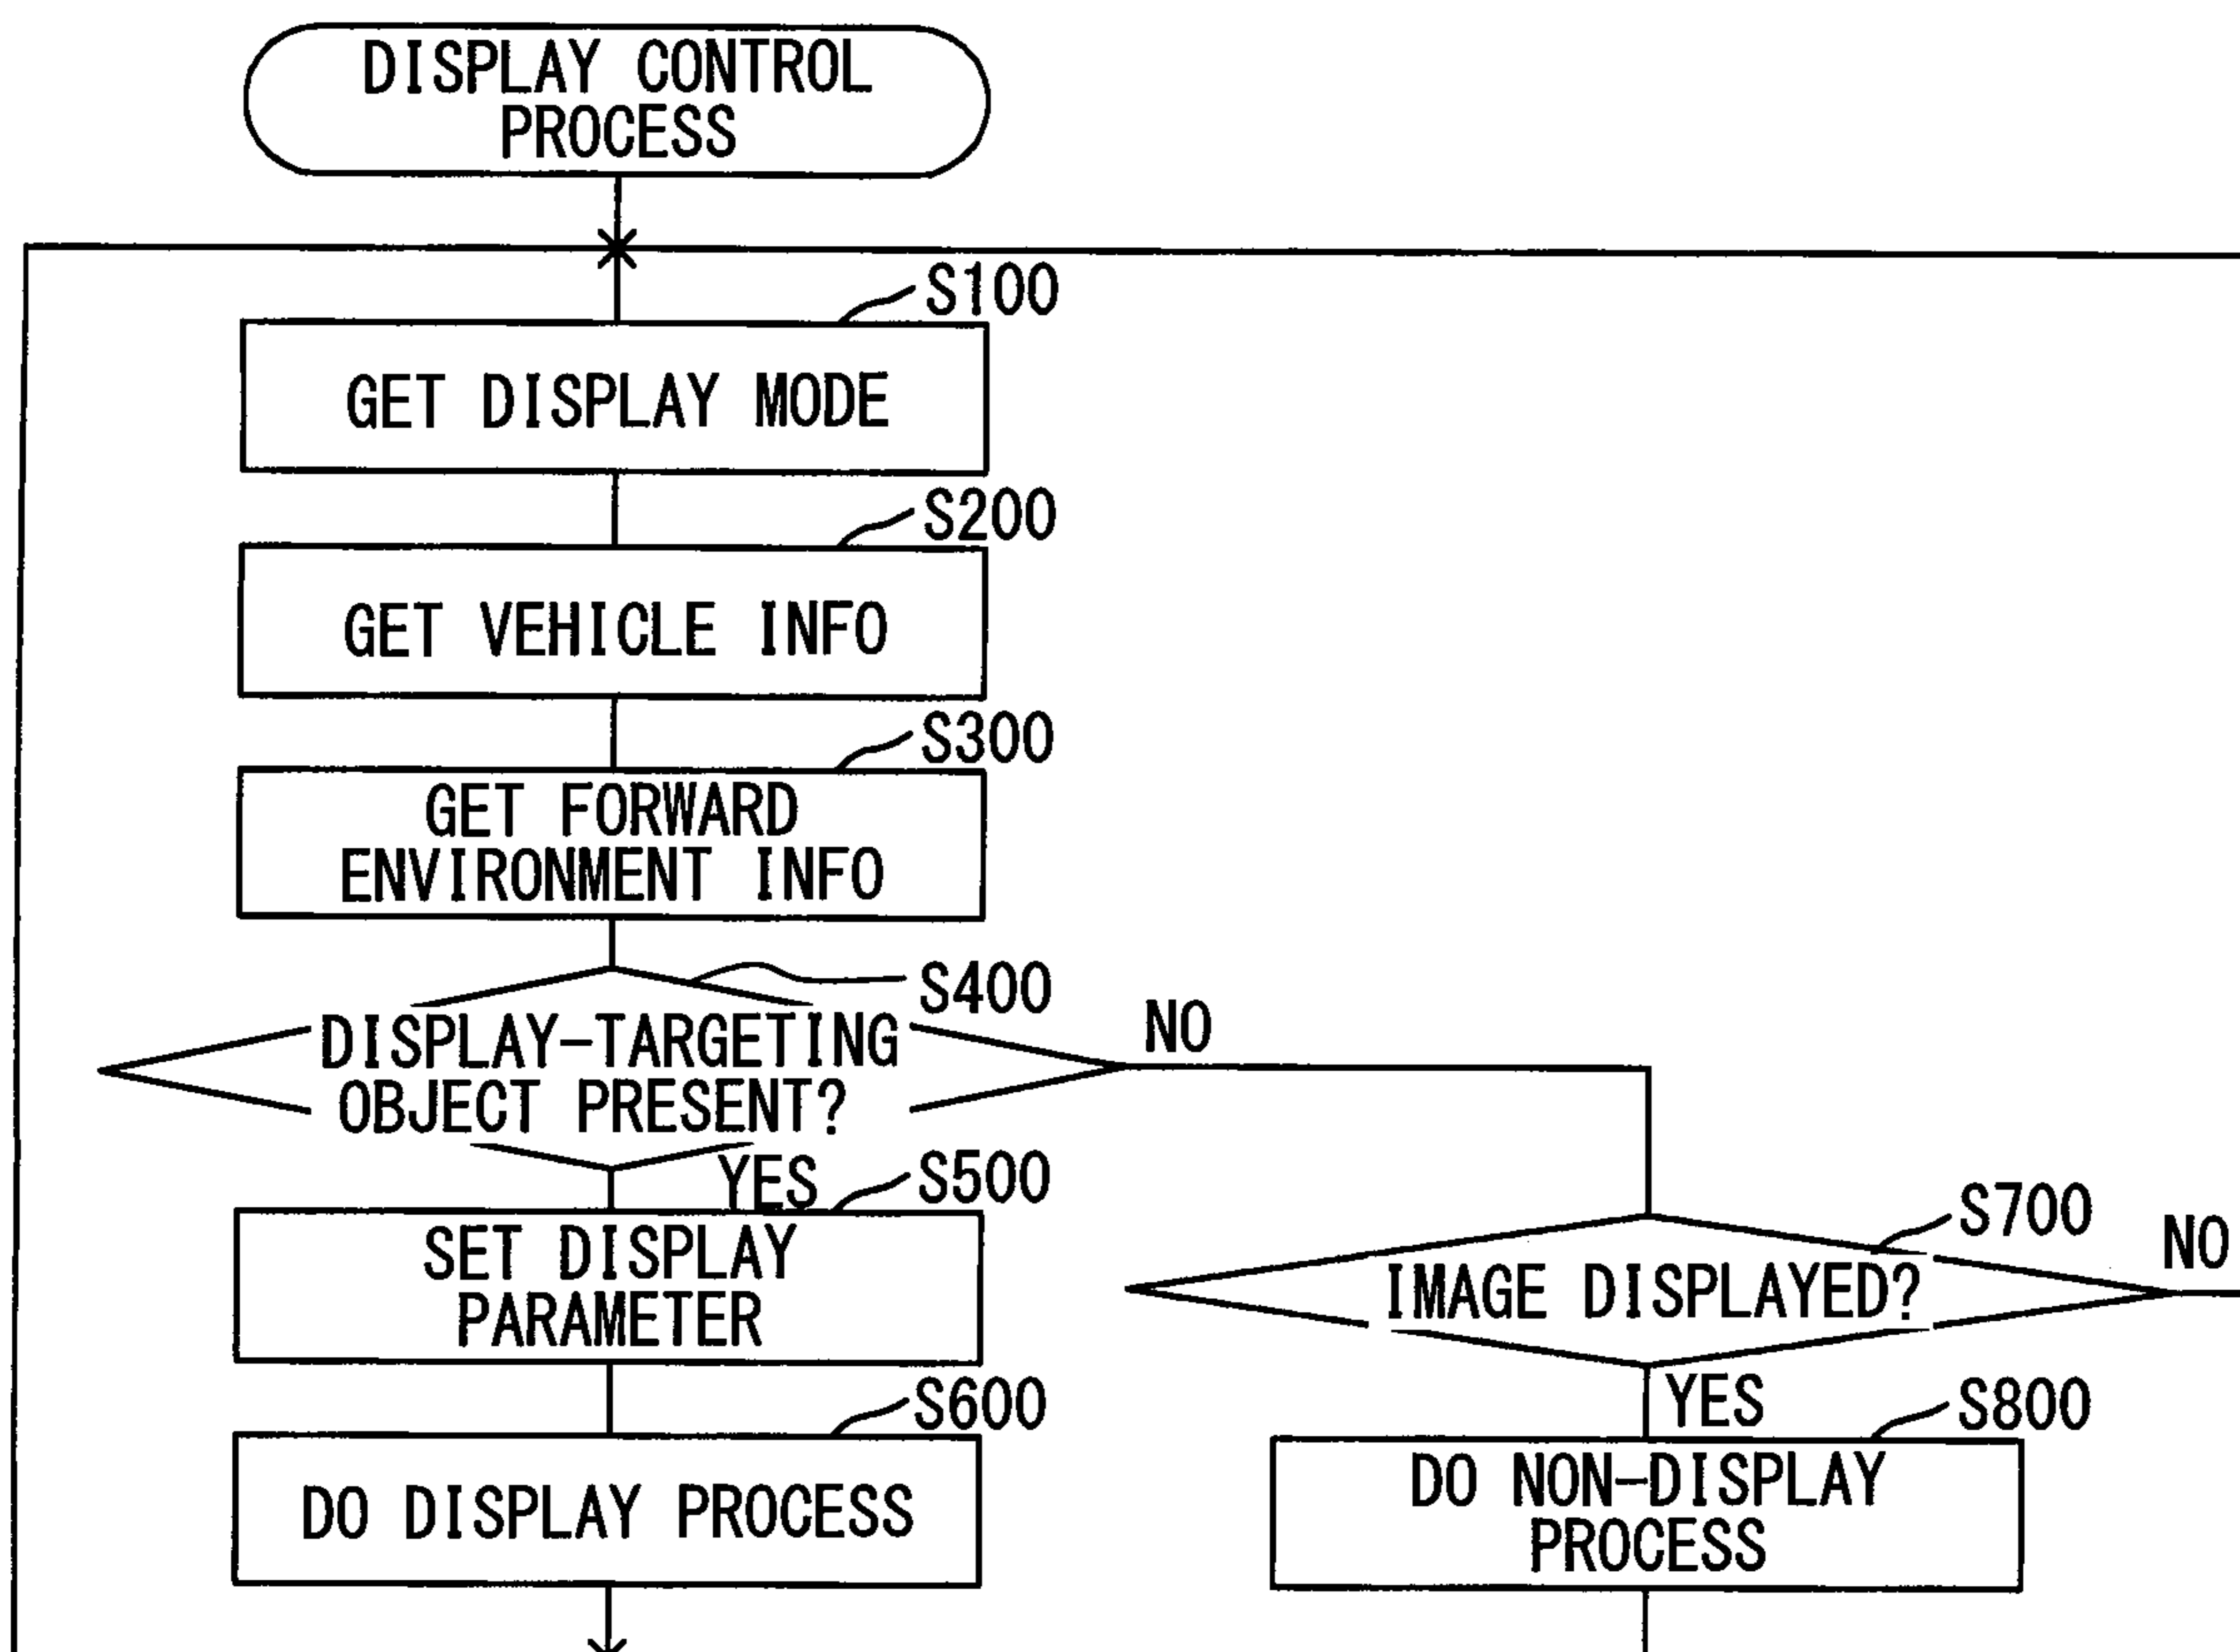 DISPLAY CONTROL
PROCESS
S100
GET DISPLAY MODE
S200
GET VEHICLE INFO
S300
GET FORWARD
ENVIRONMENT INFO
S400
DISPLAY-TARGETING
OBJECT PRESENT?
NO
YES
S500
SET DISPLAY
PARAMETER
S600
DO DISPLAY PROCESS
S700
IMAGE DISPLAYED?
NO
YES
S800
DO NON-DISPLAY
PROCESS